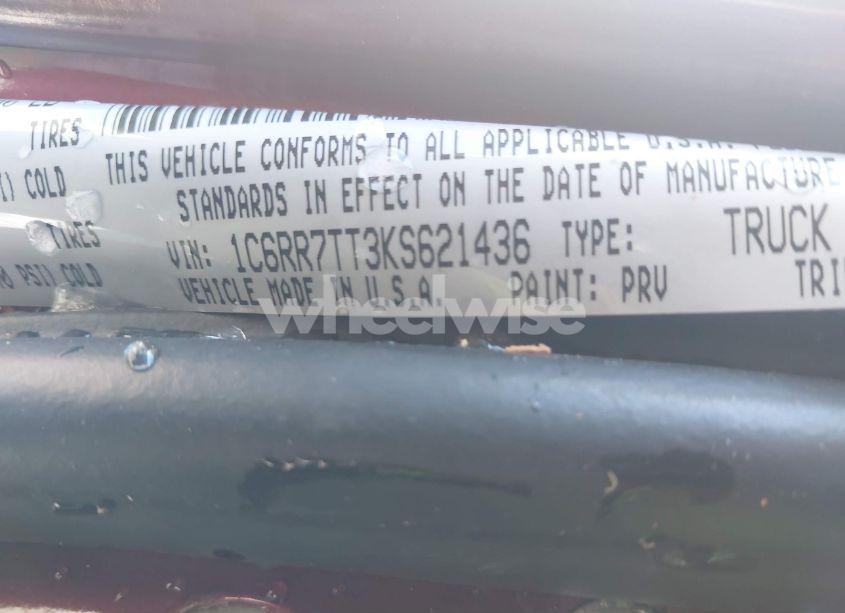 TIRES
THIS VEHICLE CONFORMS TO ALL APPLICABLE U.S.A.
COLD
STANDARDS IN EFFECT ON THE DATE OF MANUFACTURE
TIRES
VIN: 1C6RR7TT3KS621436 TYPE: TRUCK
PSI) COLD
VEHICLE MADE IN U.S.A. PAINT: PRV
wheelwise